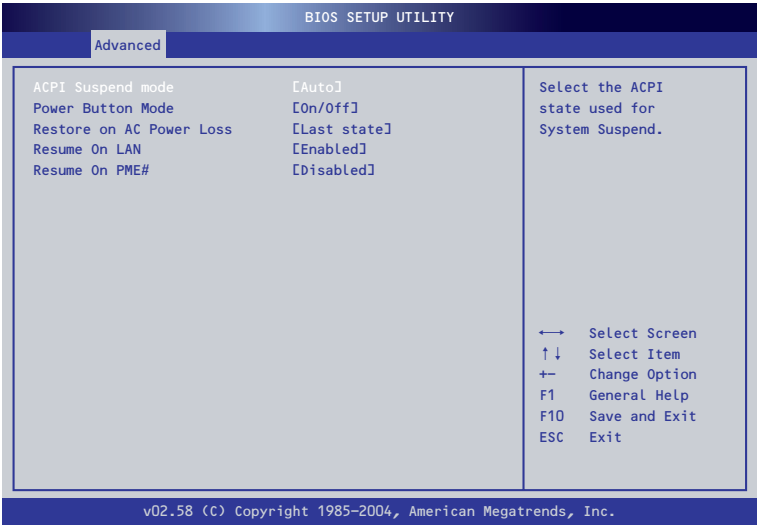 BIOS SETUP UTILITY
Advanced
ACPI Suspend mode [Auto]
Power Button Mode [On/Off]
Restore on AC Power Loss [Last state]
Resume On LAN [Enabled]
Resume On PME# [Disabled]
Select the ACPI
state used for
System Suspend.
←→ Select Screen
↑↓ Select Item
+- Change Option
F1 General Help
F10 Save and Exit
ESC Exit
v02.58 (C) Copyright 1985-2004, American Megatrends, Inc.